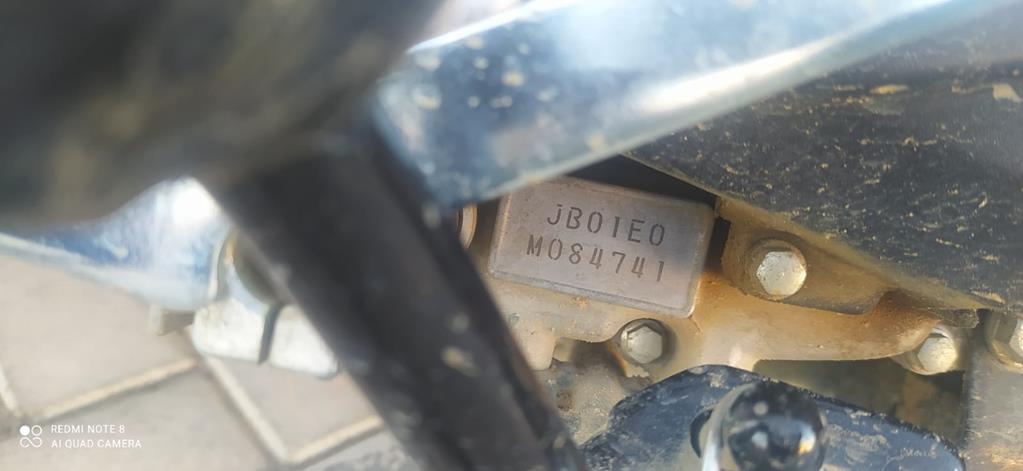 JB01E0
M084741
REDMI NOTE 8
AI QUAD CAMERA